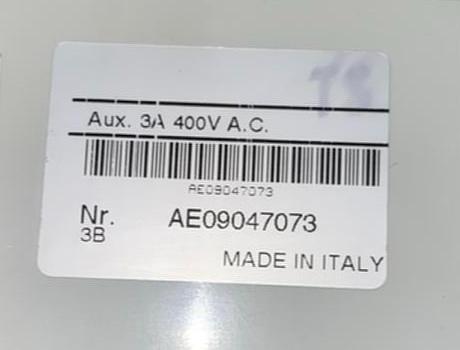 TS
Aux. 3A 400V A.C.
AE09047073
Nr. AE09047073
3B
MADE IN ITALY